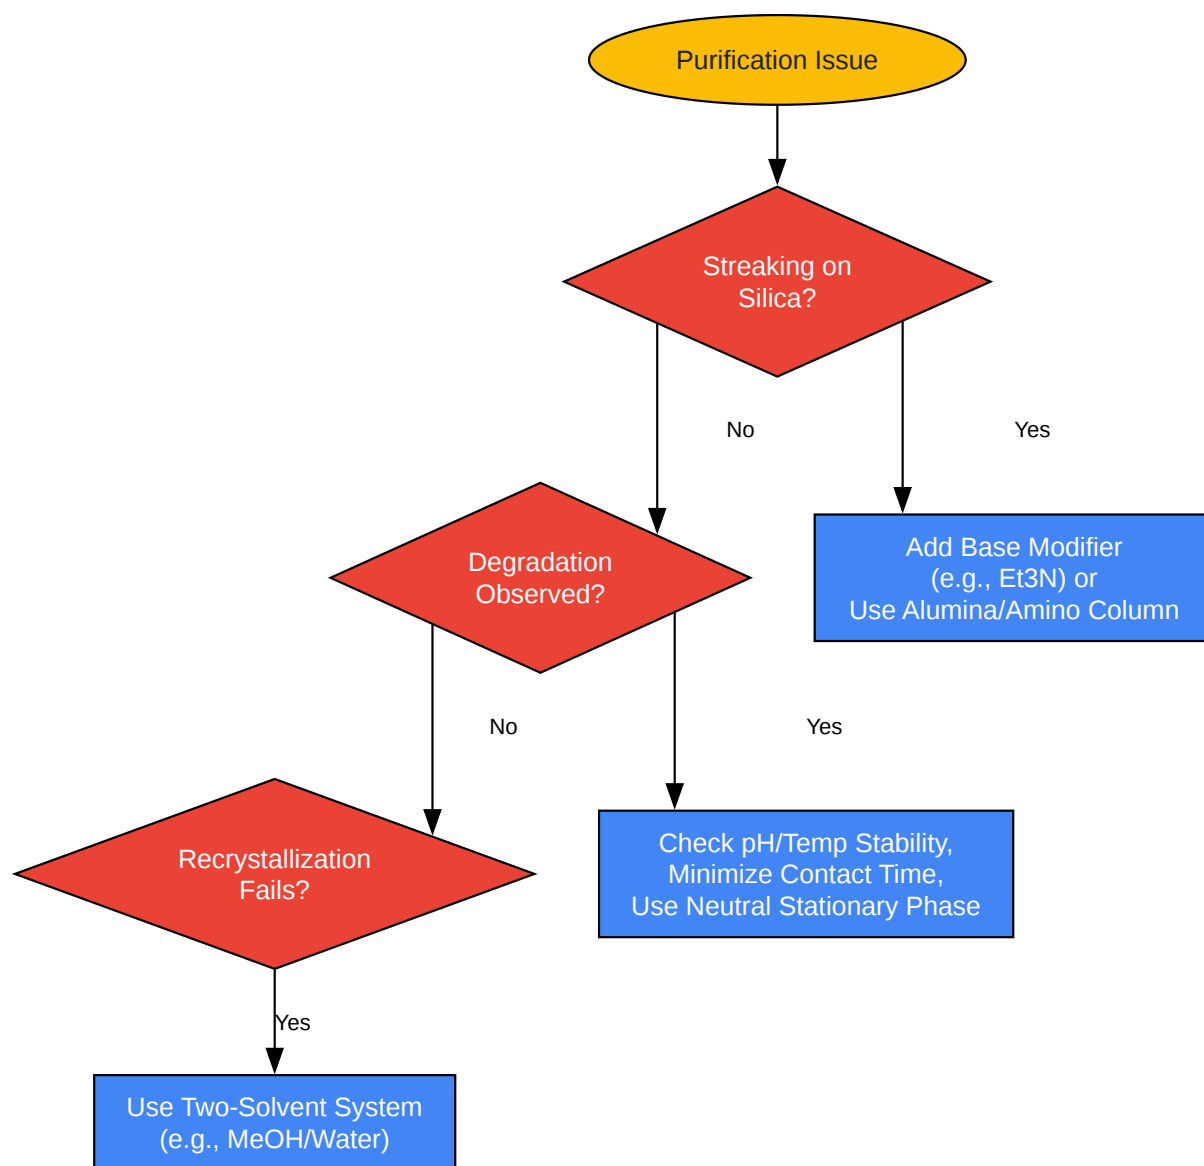 Purification Issue
Streaking on
Silica?
No
Yes
Add Base Modifier
(e.g., Et3N) or
Use Alumina/Amino Column
Degradation
Observed?
No
Yes
Check pH/Temp Stability,
Minimize Contact Time,
Use Neutral Stationary Phase
Recrystallization
Fails?
Yes
Use Two-Solvent System
(e.g., MeOH/Water)